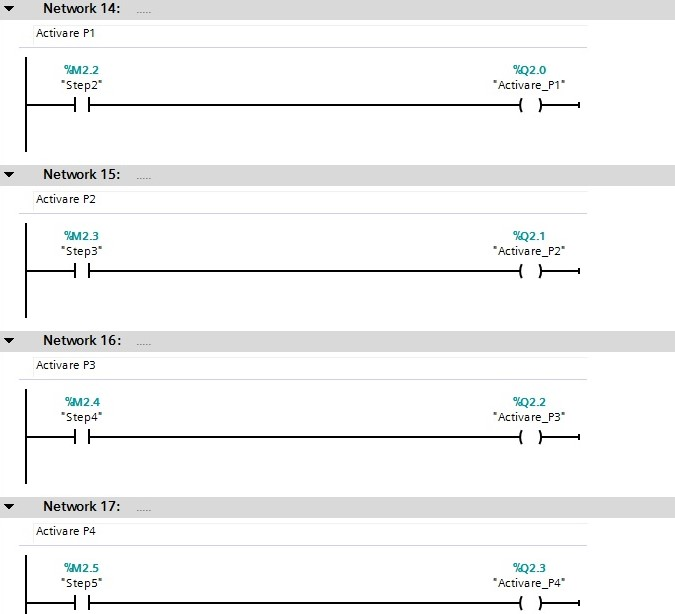 Network 14: .....
Activare P1
%M2.2 %Q2.0
"Step2" "Activare_P1"
Network 15: .....
Activare P2
%M2.3 %Q2.1
"Step3" "Activare_P2"
Network 16: .....
Activare P3
%M2.4 %Q2.2
"Step4" "Activare_P3"
Network 17: .....
Activare P4
%M2.5 %Q2.3
"Step5" "Activare_P4"